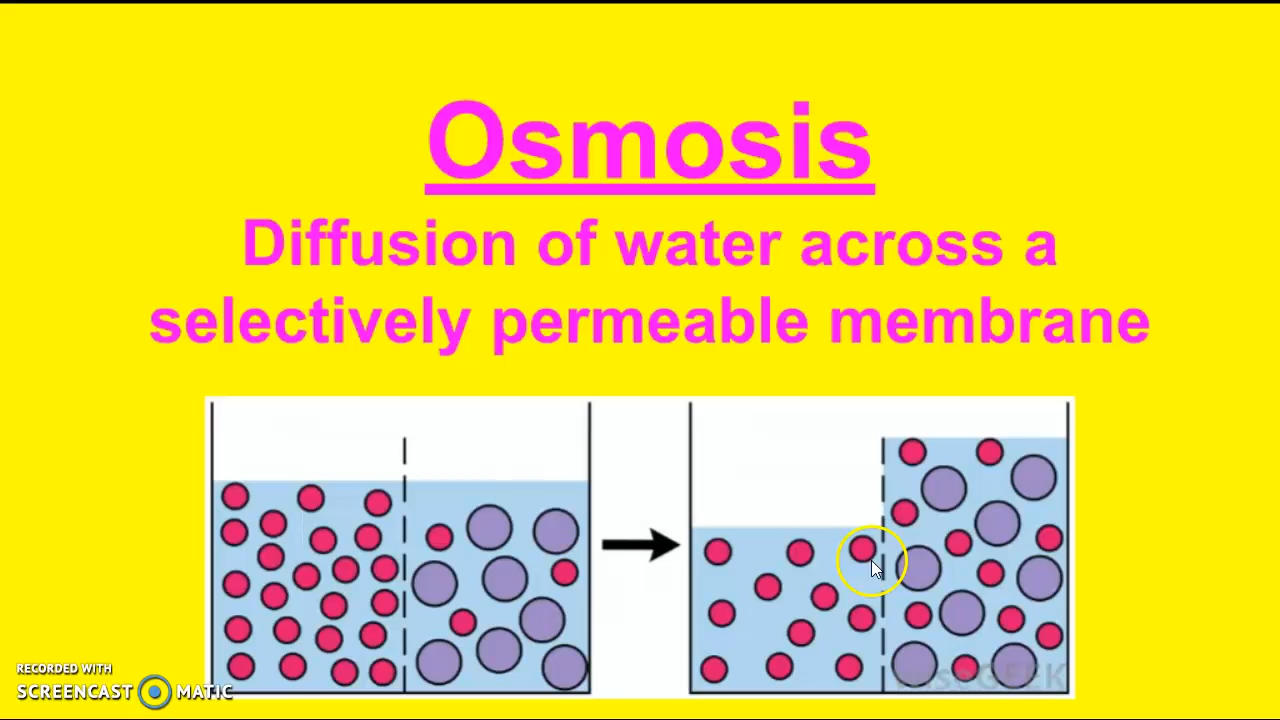 Osmosis
Diffusion of water across a
selectively permeable membrane
RECORDED WITH
SCREENCAST MATIC